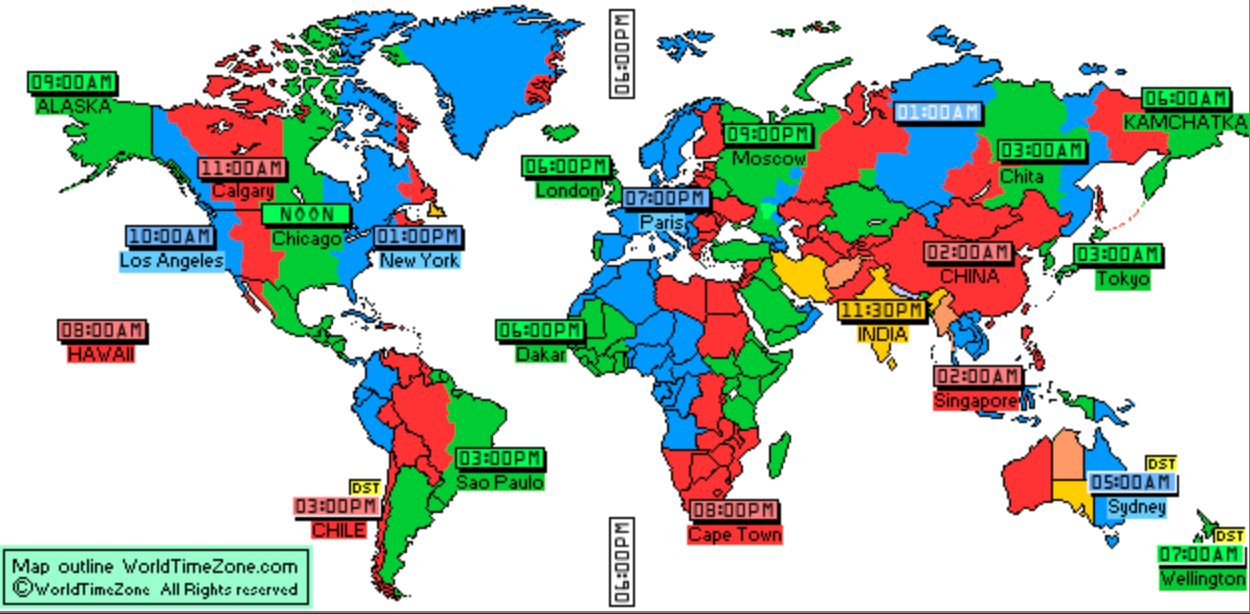 06:00PM
09:00AM
ALASKA
11:00AM
Calgary
NOON
Chicago
10:00AM
Los Angeles
01:00PM
New York
08:00AM
HAWAII
06:00PM
London
07:00PM
Paris
09:00PM
Moscow
01:00AM
03:00AM
Chita
06:00AM
KAMCHATKA
02:00AM
CHINA
03:00AM
Tokyo
11:30PM
INDIA
06:00PM
Dakar
02:00AM
Singapore
03:00PM
Sao Paulo
DST
03:00PM
CHILE
08:00PM
Cape Town
DST
05:00AM
Sydney
DST
07:00AM
Wellington
06:00PM
Map outline WorldTimeZone.com
©WorldTimeZone All Rights reserved